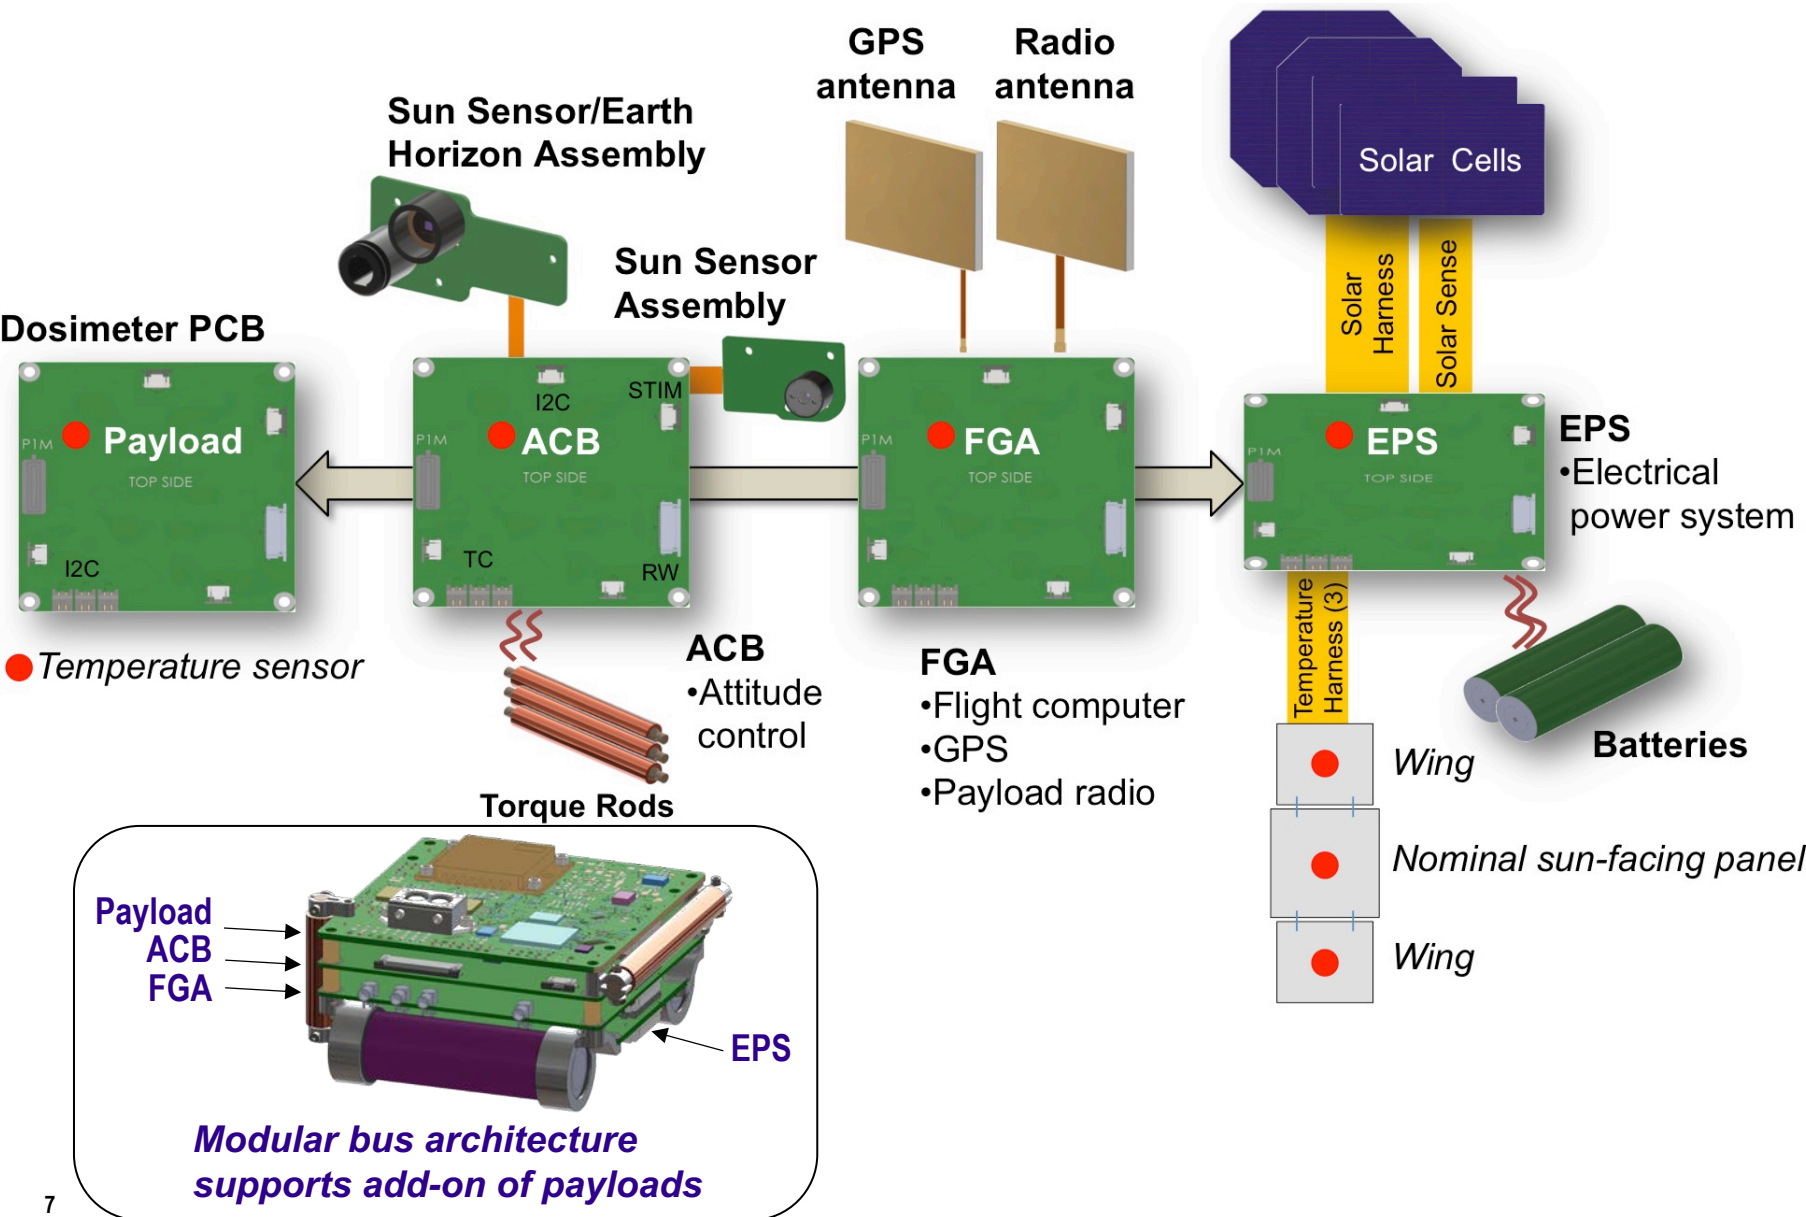 GPS
antenna
Radio
antenna
Sun Sensor/Earth
Horizon Assembly
Solar Cells
Sun Sensor
Assembly
Solar
Harness
Solar Sense
Dosimeter PCB
P1M
Payload
TOP SIDE
I2C
I2C
STIM
P1M
ACB
TOP SIDE
TC
RW
P1M
FGA
TOP SIDE
P1M
EPS
TOP SIDE
EPS
•Electrical
power system
Temperature sensor
ACB
•Attitude
control
Torque Rods
FGA
•Flight computer
•GPS
•Payload radio
Temperature
Harness (3)
Batteries
Wing
Nominal sun-facing panel
Wing
Payload
ACB
FGA
EPS
Modular bus architecture
supports add-on of payloads
7